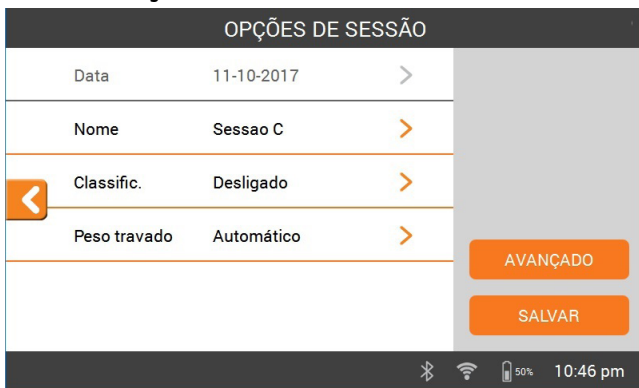 OPÇÕES DE SESSÃO
Data 11-10-2017
Nome Sessao C
Classific. Desligado
Peso travado Automático
AVANÇADO
SALVAR
50% 10:46 pm